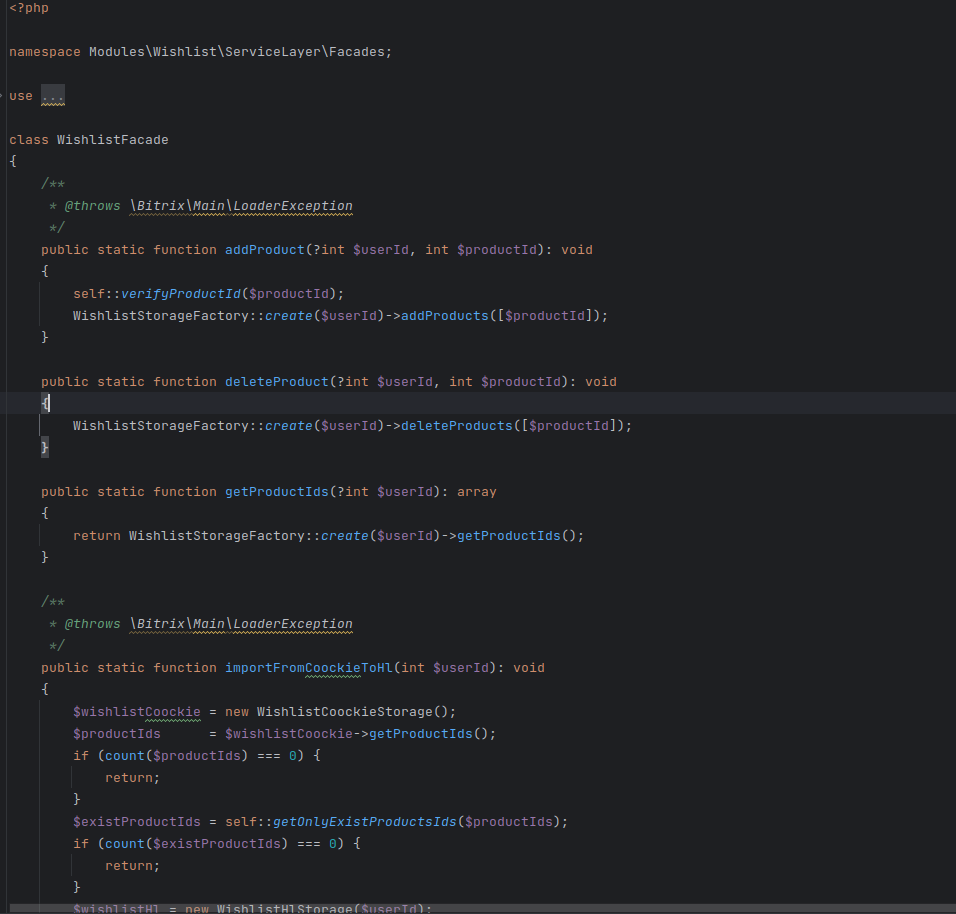 <?php
namespace Modules\Wishlist\ServiceLayer\Facades;
use ...
class WishlistFacade
{
    /**
     * @throws \Bitrix\Main\LoaderException
     */
    public static function addProduct(?int $userId, int $productId): void
    {
        self::verifyProductId($productId);
        WishlistStorageFactory::create($userId)->addProducts([$productId]);
    }
    public static function deleteProduct(?int $userId, int $productId): void
    {
        WishlistStorageFactory::create($userId)->deleteProducts([$productId]);
    }
    public static function getProductIds(?int $userId): array
    {
        return WishlistStorageFactory::create($userId)->getProductIds();
    }
    /**
     * @throws \Bitrix\Main\LoaderException
     */
    public static function importFromCoockieToHl(int $userId): void
    {
        $wishlistCoockie = new WishlistCoockieStorage();
        $productIds      = $wishlistCoockie->getProductIds();
        if (count($productIds) === 0) {
            return;
        }
        $existProductIds = self::getOnlyExistProductsIds($productIds);
        if (count($existProductIds) === 0) {
            return;
        }
        $wishlistHl = new WishlistHlStorage($userId);